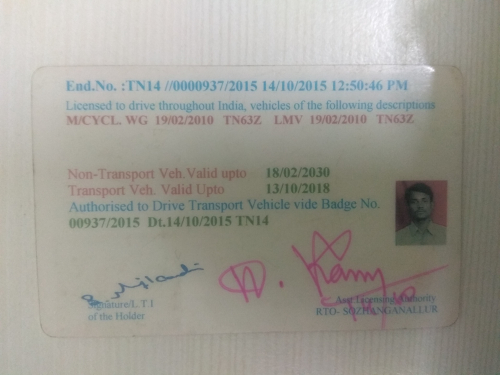 End.No. :TN14 //0000937/2015 14/10/2015 12:50:46 PM
Licensed to drive throughout India, vehicles of the following descriptions
M/CYCL. WG 19/02/2010 TN63Z LMV 19/02/2010 TN63Z
Non-Transport Veh.Valid upto 18/02/2030
Transport Veh. Valid Upto 13/10/2018
Authorised to Drive Transport Vehicle vide Badge No.
00937/2015 Dt.14/10/2015 TN14
Signature/L T I
of the Holder
Asst Licensing Authority
RTO- SOZHANGANALLUR